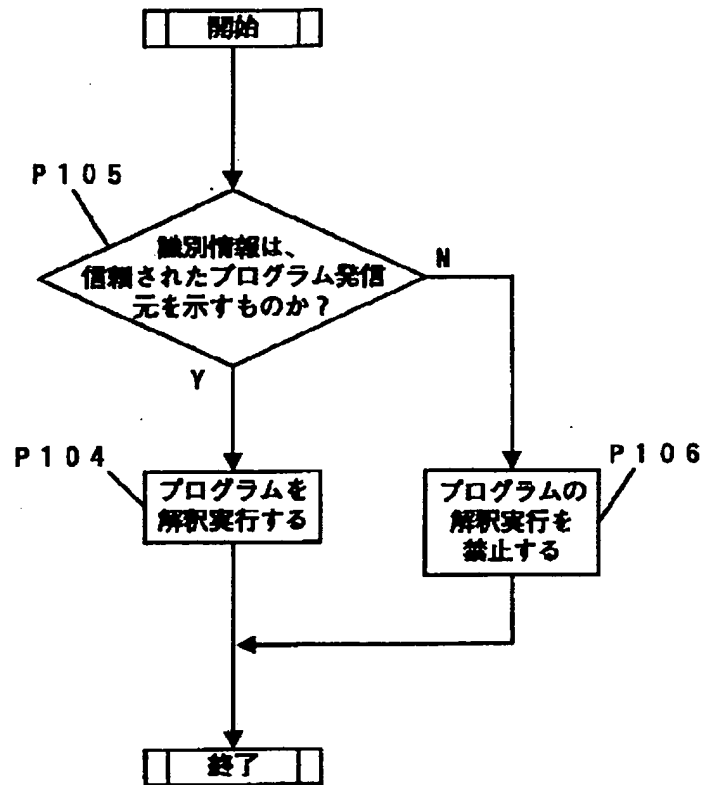 開始
P105
識別情報は、
信頼されたプログラム発信
元を示すものか?
N
Y
P104
プログラムを
解釈実行する
P106
プログラムの
解釈実行を
禁止する
終了